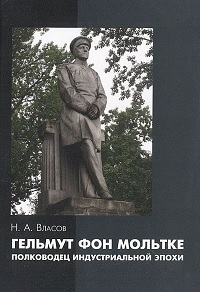 Н. А. Власов
ГЕЛЬМУТ ФОН МОЛЬТКЕ
ПОЛКОВОДЕЦ ИНДУСТРИАЛЬНОЙ ЭПОХИ